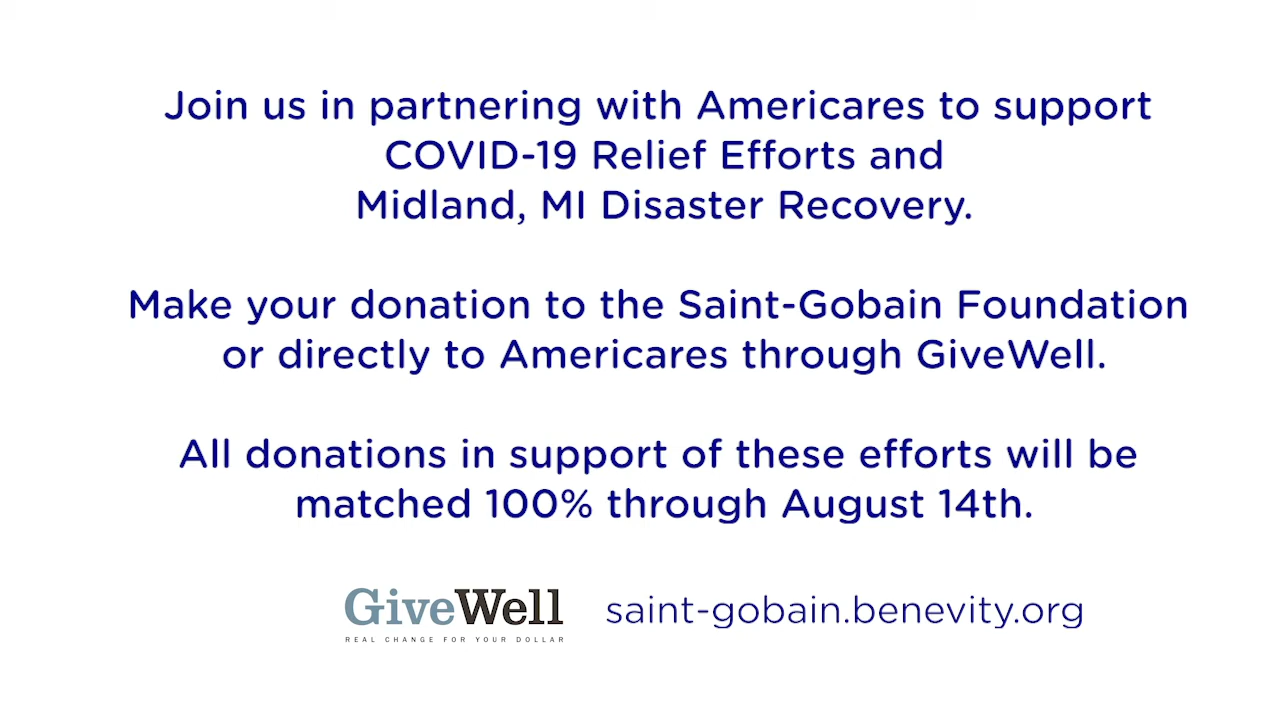 Join us in partnering with Americares to support
COVID-19 Relief Efforts and
Midland, MI Disaster Recovery.
Make your donation to the Saint-Gobain Foundation
or directly to Americares through GiveWell.
All donations in support of these efforts will be
matched 100% through August 14th.
GiveWell saint-gobain.benevity.org
REAL CHANGE FOR YOUR DOLLAR